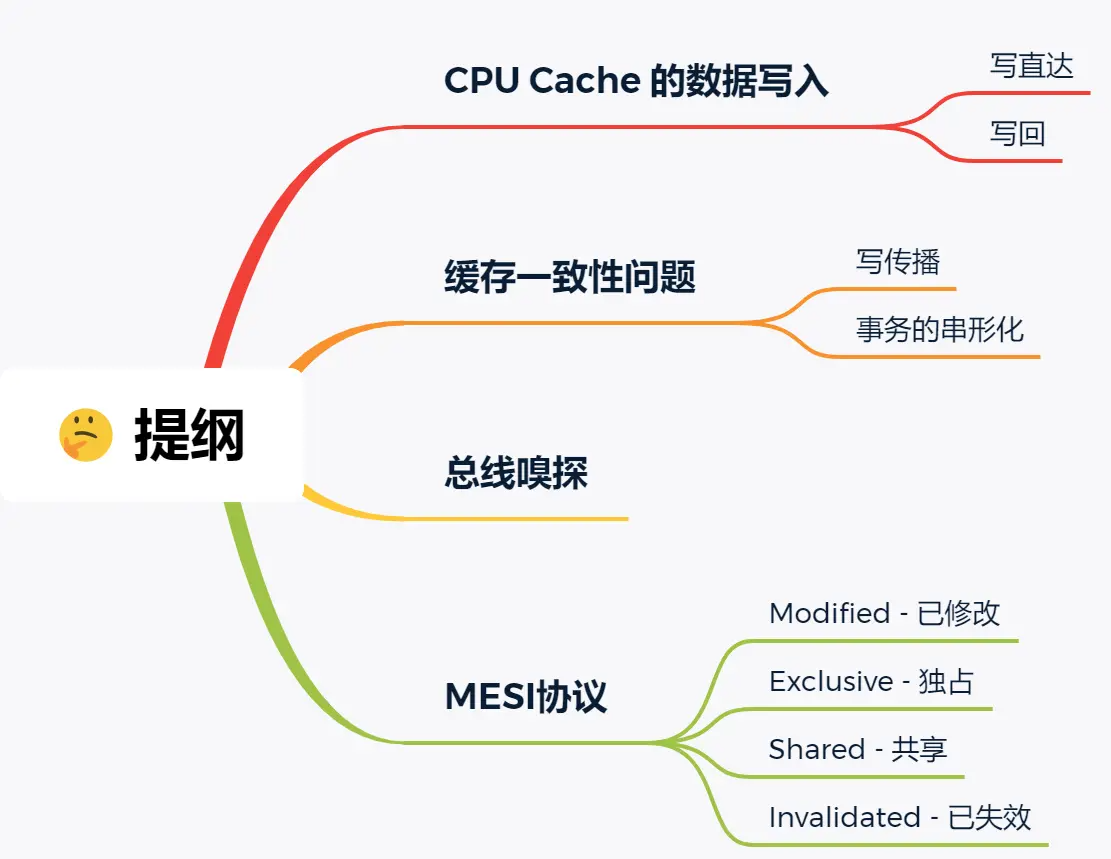 CPU Cache 的数据写入
写直达
写回
缓存一致性问题
写传播
事务的串形化
提纲
总线嗅探
MESI协议
Modified - 已修改
Exclusive - 独占
Shared - 共享
Invalidated - 已失效